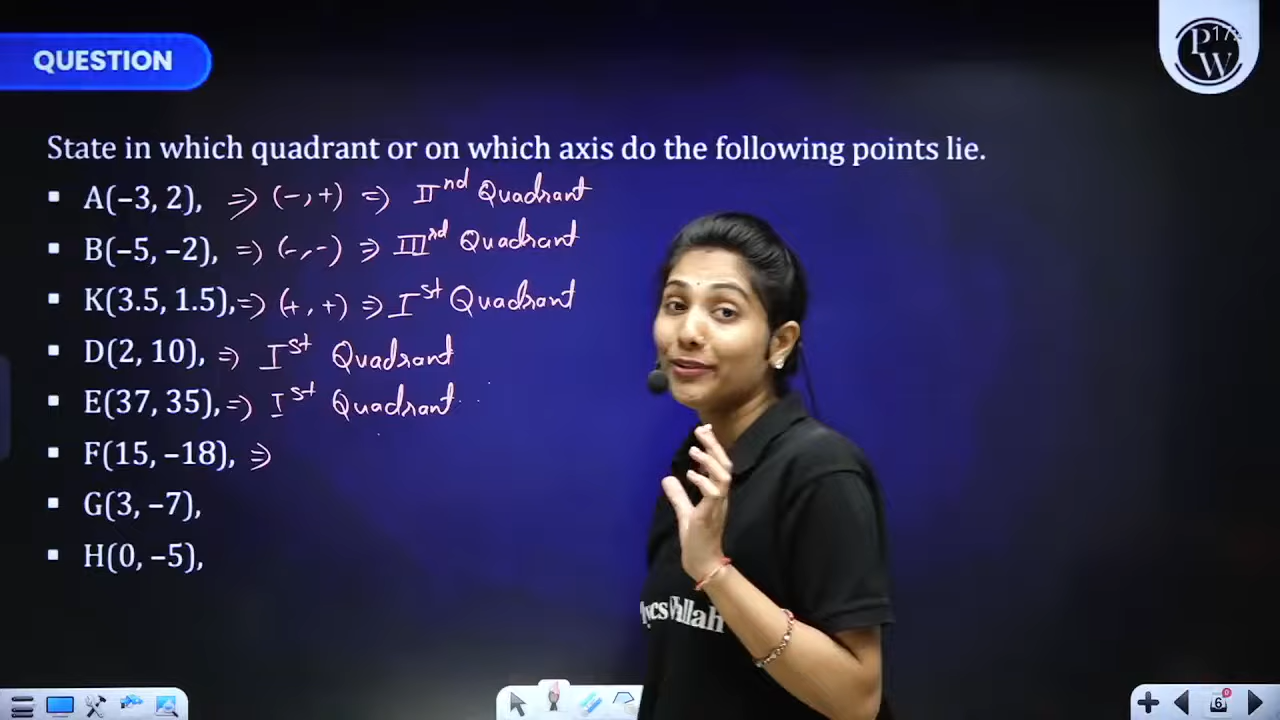 QUESTION
PW
State in which quadrant or on which axis do the following points lie.
▪ A(−3, 2), ⇒ (-,+) ⇒ IInd Quadrant
▪ B(−5, −2), ⇒ (-,-) ⇒ IIIrd Quadrant
▪ K(3.5, 1.5), ⇒ (+,+) ⇒ Ist Quadrant
▪ D(2, 10), ⇒ Ist Quadrant
▪ E(37, 35), ⇒ Ist Quadrant
▪ F(15, −18), ⇒
▪ G(3, −7),
▪ H(0, −5),
Wallah
6